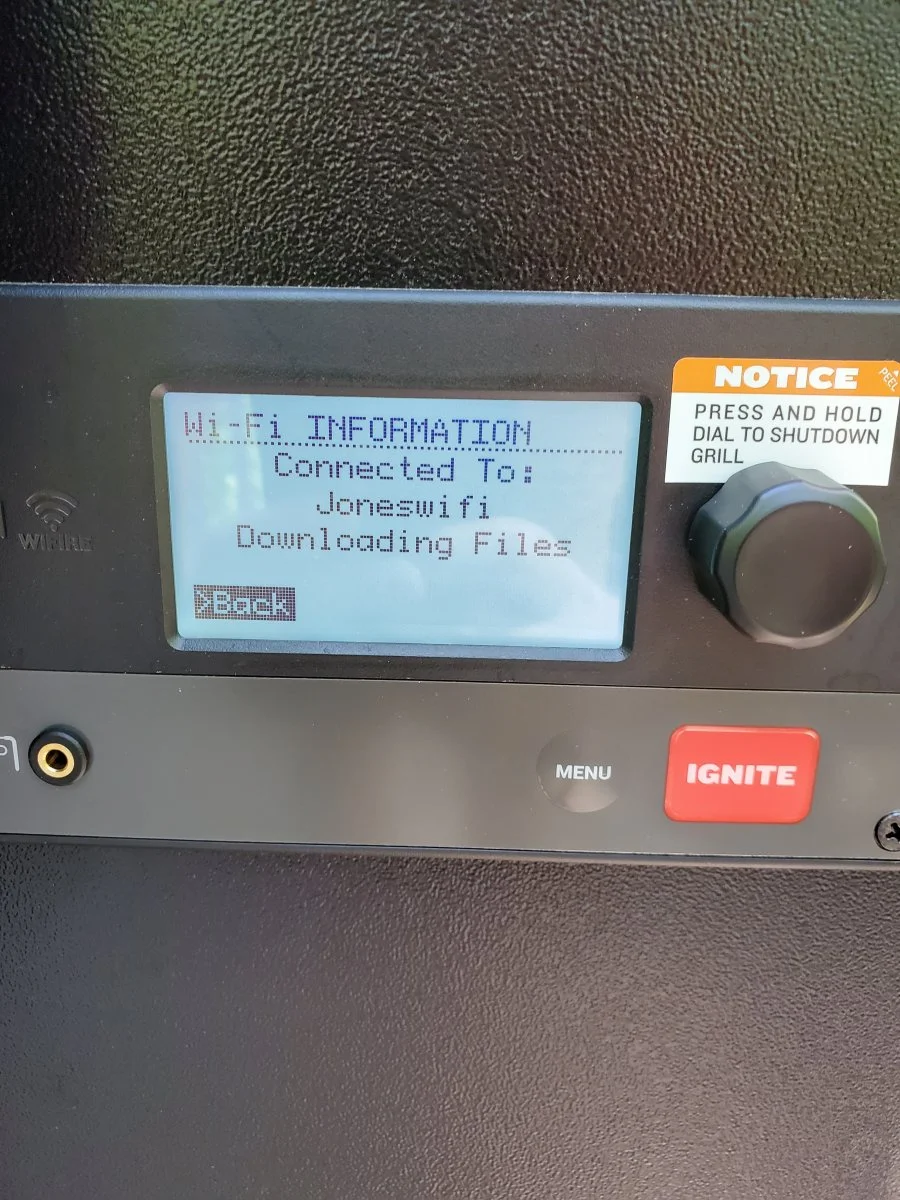 Wi-Fi INFORMATION
Connected To:
Joneswifi
Downloading Files
>Back
NOTICE
PEEL
PRESS AND HOLD
DIAL TO SHUTDOWN
GRILL
WiFIRE
MENU
IGNITE